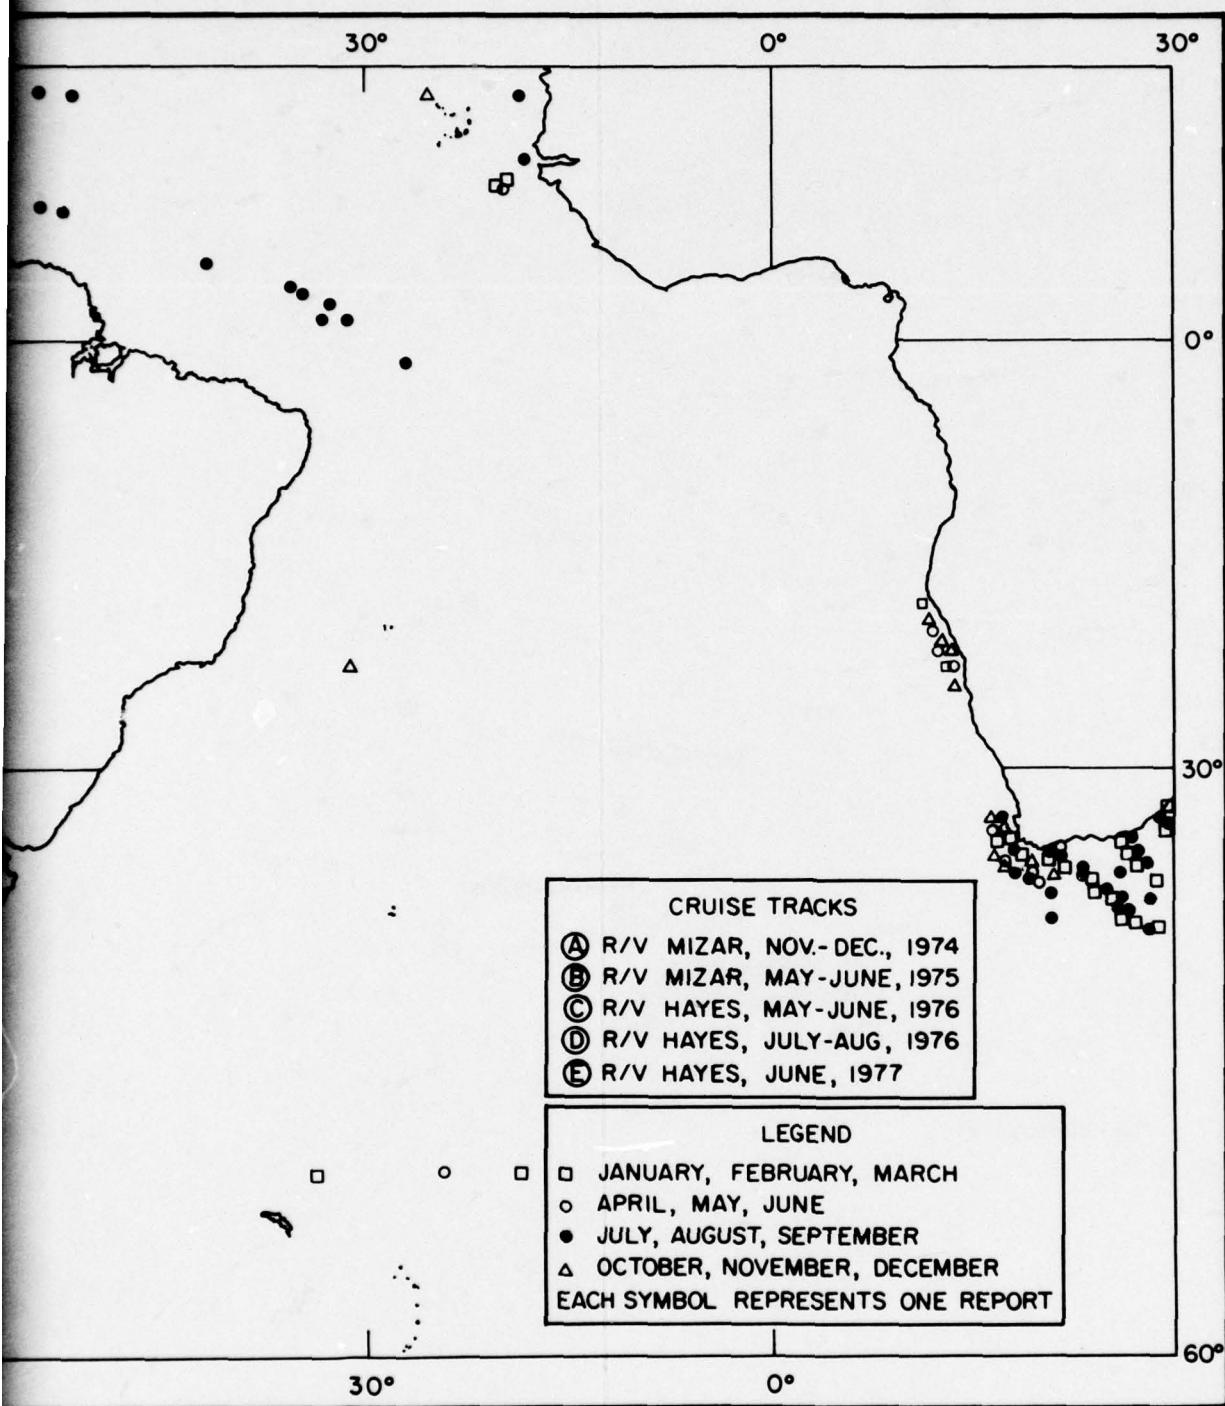 30° 0° 30°
0°
30°
CRUISE TRACKS
Ⓐ R/V MIZAR, NOV.-DEC., 1974
Ⓑ R/V MIZAR, MAY-JUNE, 1975
Ⓒ R/V HAYES, MAY-JUNE, 1976
Ⓓ R/V HAYES, JULY-AUG, 1976
Ⓔ R/V HAYES, JUNE, 1977
LEGEND
□ JANUARY, FEBRUARY, MARCH
○ APRIL, MAY, JUNE
● JULY, AUGUST, SEPTEMBER
△ OCTOBER, NOVEMBER, DECEMBER
EACH SYMBOL REPRESENTS ONE REPORT
60°
30° 0°